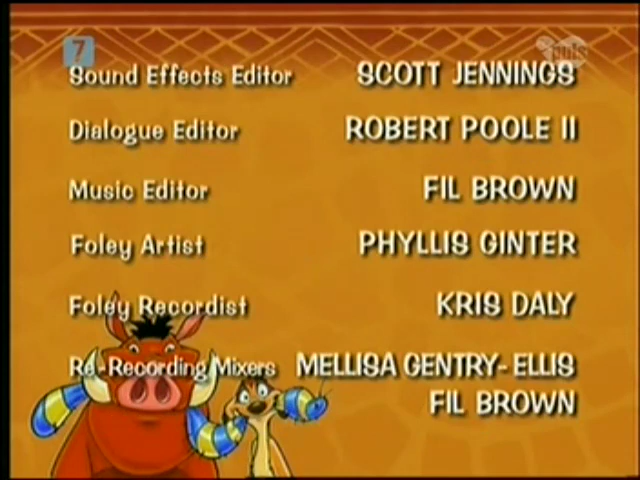 7
puls
Sound Effects Editor SCOTT JENNINGS
Dialogue Editor ROBERT POOLE II
Music Editor FIL BROWN
Foley Artist PHYLLIS GINTER
Foley Recordist KRIS DALY
Re-Recording Mixers MELLISA GENTRY-ELLIS
FIL BROWN